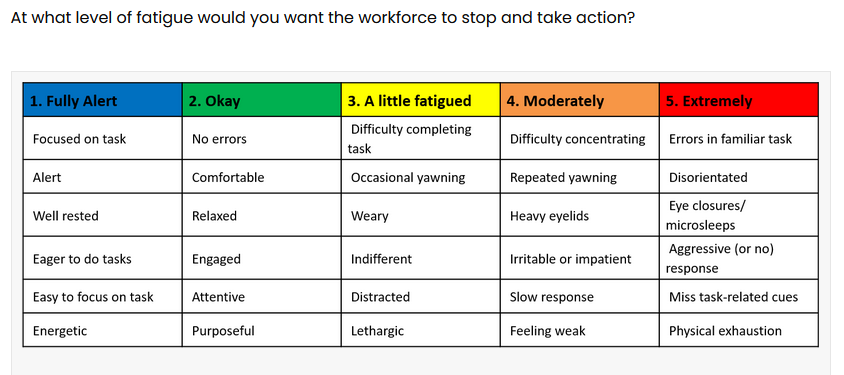 At what level of fatigue would you want the workforce to stop and take action?
1. Fully Alert 2. Okay 3. A little fatigued 4. Moderately 5. Extremely
Focused on task No errors Difficulty completing task Difficulty concentrating Errors in familiar task
Alert Comfortable Occasional yawning Repeated yawning Disorientated
Well rested Relaxed Weary Heavy eyelids Eye closures/ microsleeps
Eager to do tasks Engaged Indifferent Irritable or impatient Aggressive (or no) response
Easy to focus on task Attentive Distracted Slow response Miss task-related cues
Energetic Purposeful Lethargic Feeling weak Physical exhaustion